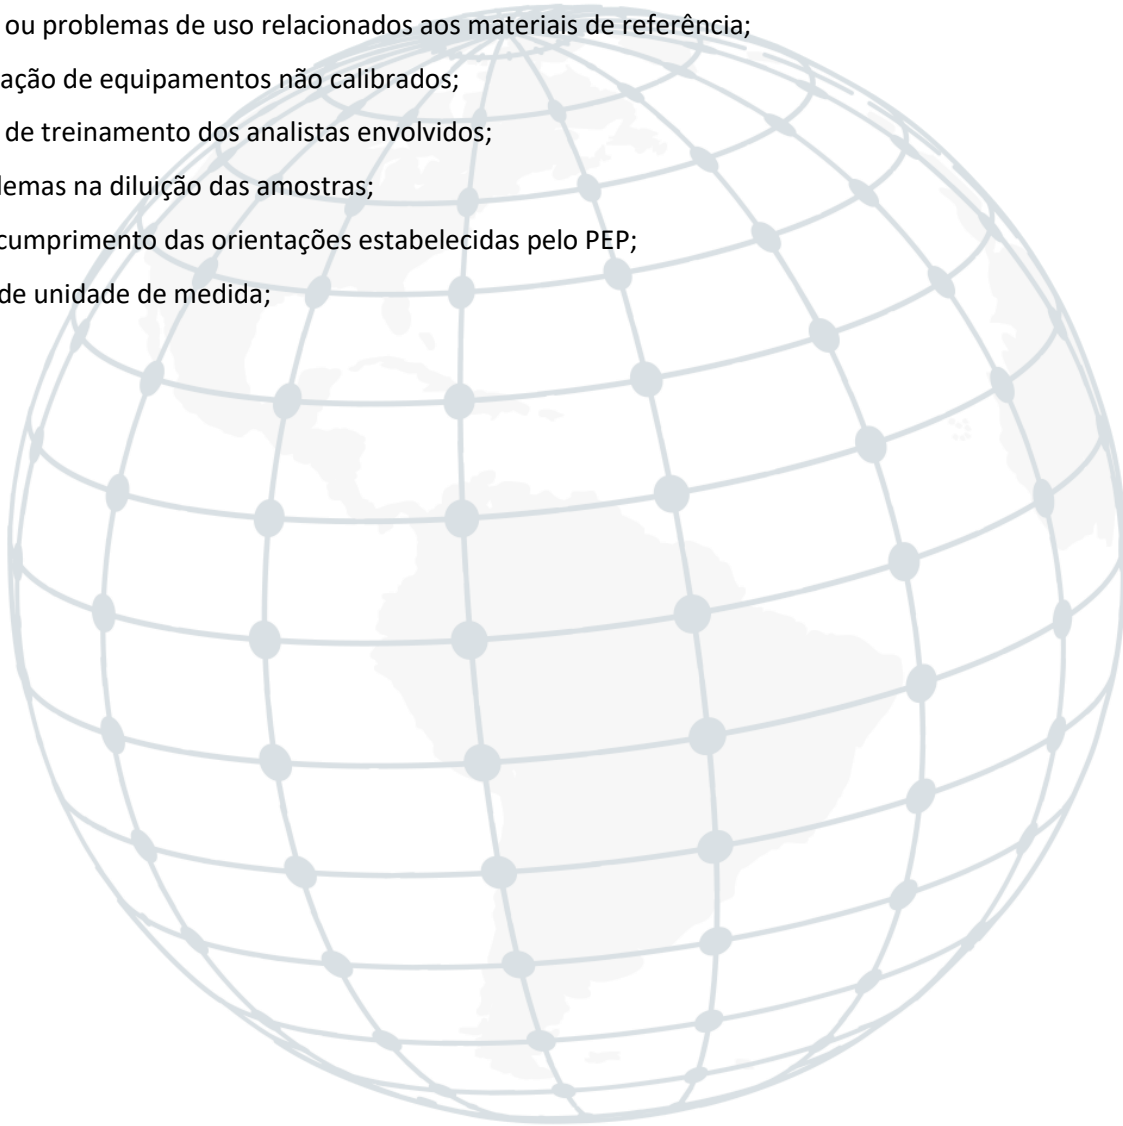 ou problemas de uso relacionados aos materiais de referência;
ação de equipamentos não calibrados;
de treinamento dos analistas envolvidos;
lemas na diluição das amostras;
cumprimento das orientações estabelecidas pelo PEP;
de unidade de medida;